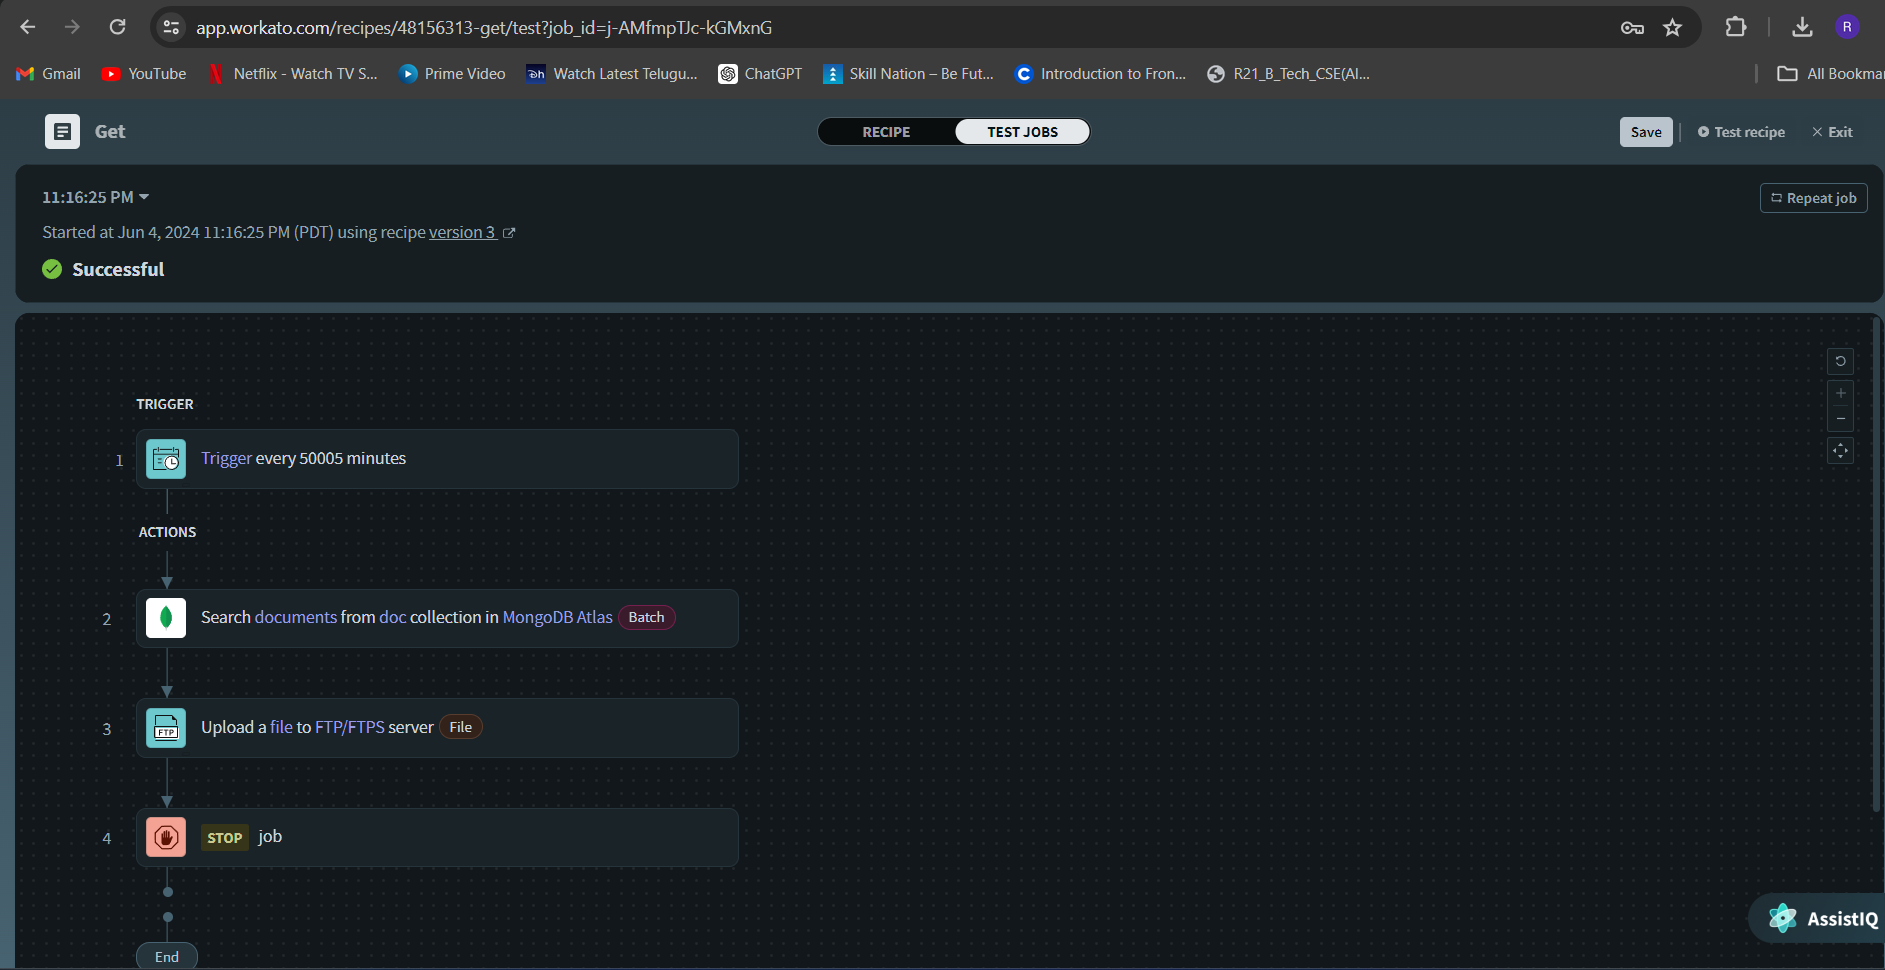 app.workato.com/recipes/48156313-get/test?job_id=j-AMfmpTJc-kGMxnG
R
Gmail YouTube Netflix - Watch TV S... Prime Video Watch Latest Telugu... ChatGPT Skill Nation – Be Fut... Introduction to Fron... R21_B_Tech_CSE(AI... All Bookmar
Get RECIPE TEST JOBS Save Test recipe Exit
11:16:25 PM Repeat job
Started at Jun 4, 2024 11:16:25 PM (PDT) using recipe version 3
Successful
TRIGGER
1 Trigger every 50005 minutes
ACTIONS
2 Search documents from doc collection in MongoDB Atlas Batch
3 FTP Upload a file to FTP/FTPS server File
4 STOP job
AssistIQ
End